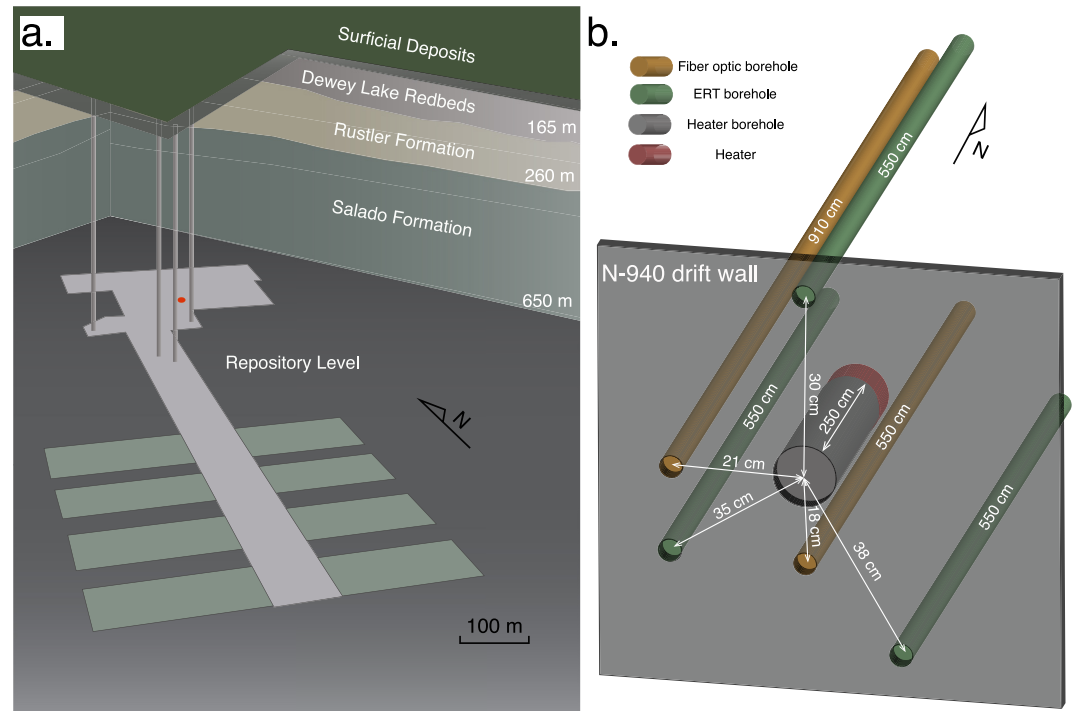 a.
Surficial Deposits
Dewey Lake Redbeds
165 m
Rustler Formation
260 m
Salado Formation
650 m
Repository Level
N
100 m
b.
Fiber optic borehole
ERT borehole
Heater borehole
Heater
N
550 cm
910 cm
N-940 drift wall
30 cm
250 cm
550 cm
550 cm
21 cm
35 cm
18 cm
38 cm
550 cm